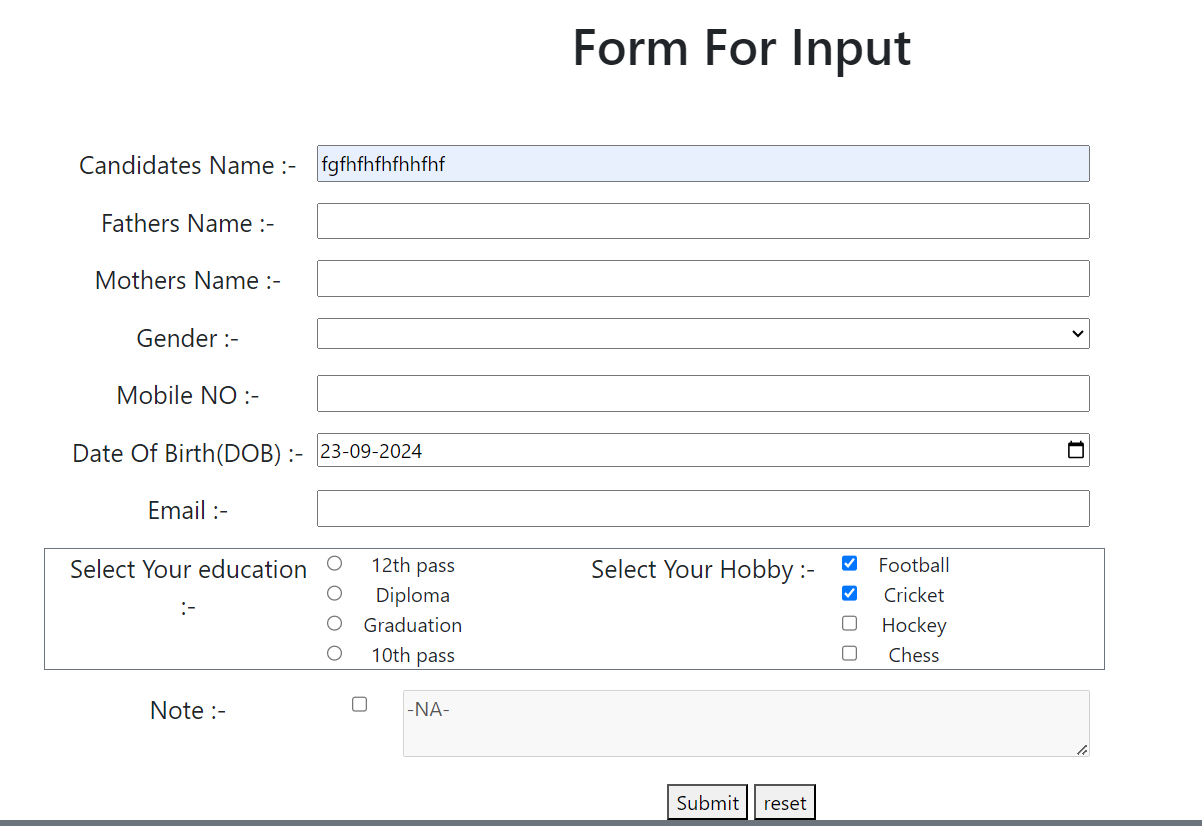 Form For Input
Candidates Name :- fgfhfhfhfhhfhf
Fathers Name :-
Mothers Name :-
Gender :-
Mobile NO :-
Date Of Birth(DOB) :- 23-09-2024
Email :-
Select Your education
:-
12th pass
Diploma
Graduation
10th pass
Select Your Hobby :-
Football
Cricket
Hockey
Chess
Note :- -NA-
Submit reset